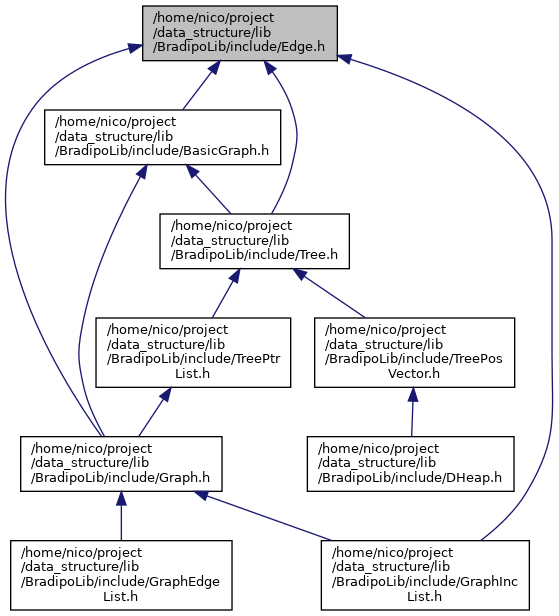 /home/nico/project
/data_structure/lib
/BradipoLib/include/Edge.h
/home/nico/project
/data_structure/lib
/BradipoLib/include/BasicGraph.h
/home/nico/project
/data_structure/lib
/BradipoLib/include/Tree.h
/home/nico/project
/data_structure/lib
/BradipoLib/include/TreePtr
List.h
/home/nico/project
/data_structure/lib
/BradipoLib/include/TreePos
Vector.h
/home/nico/project
/data_structure/lib
/BradipoLib/include/Graph.h
/home/nico/project
/data_structure/lib
/BradipoLib/include/DHeap.h
/home/nico/project
/data_structure/lib
/BradipoLib/include/GraphEdge
List.h
/home/nico/project
/data_structure/lib
/BradipoLib/include/GraphInc
List.h